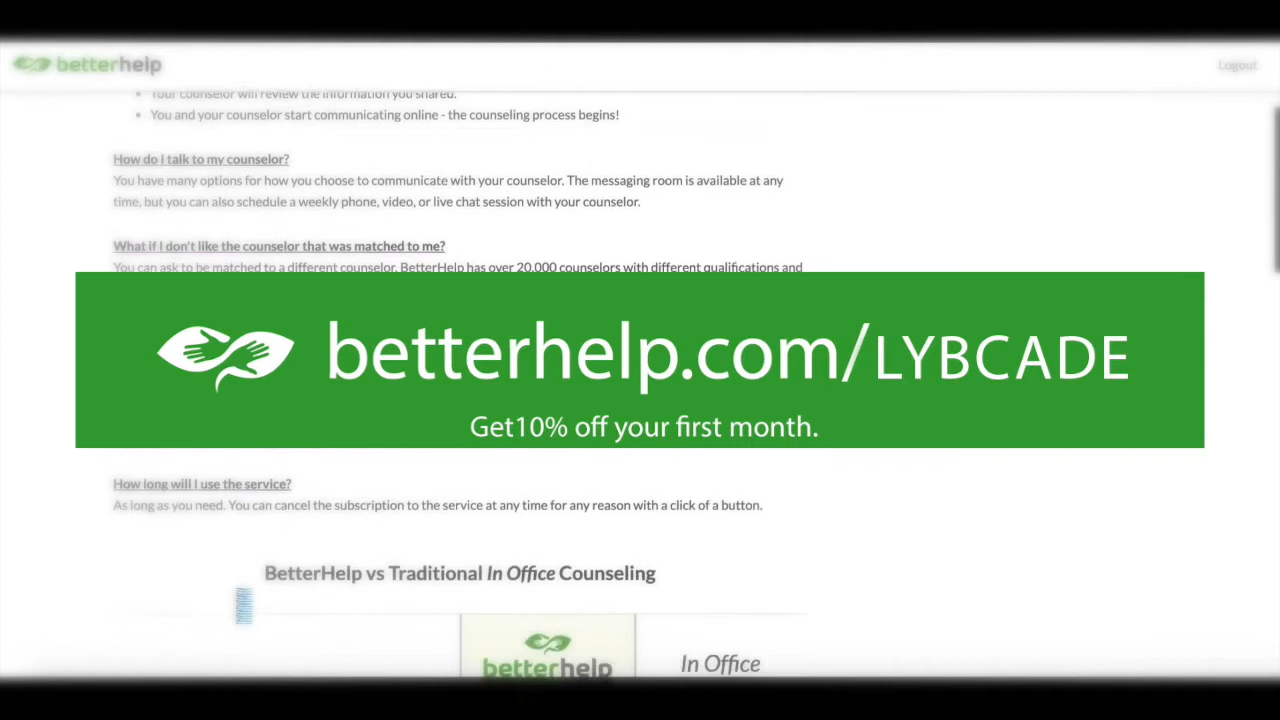 betterhelp
Logout
Your counselor will review the information you shared.
You and your counselor start communicating online - the counseling process begins!
How do I talk to my counselor?
You have many options for how you choose to communicate with your counselor. The messaging room is available at any
time, but you can also schedule a weekly phone, video, or live chat session with your counselor.
What if I don't like the counselor that was matched to me?
You can ask to be matched to a different counselor. BetterHelp has over 20,000 counselors with different qualifications and
betterhelp.com/LYBCADE
Get10% off your first month.
How long will I use the service?
As long as you need. You can cancel the subscription to the service at any time for any reason with a click of a button.
BetterHelp vs Traditional In Office Counseling
betterhelp
In Office